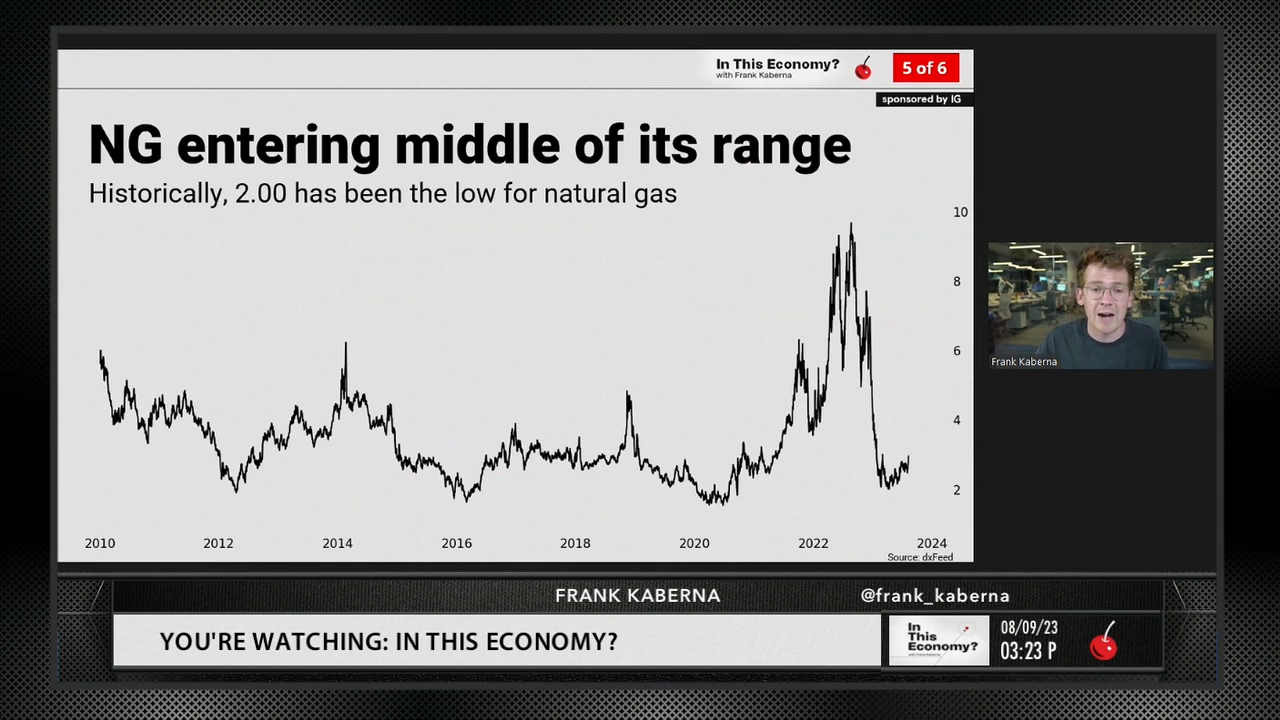 In This Economy?
with Frank Kaberna
5 of 6
sponsored by IG
NG entering middle of its range
Historically, 2.00 has been the low for natural gas
10
8
6
4
2
2010 2012 2014 2016 2018 2020 2022 2024
Source: dxFeed
Frank Kaberna
FRANK KABERNA @frank_kaberna
YOU'RE WATCHING: IN THIS ECONOMY?
In
This
Economy?
with Frank Kaberna
08/09/23
03:23 P